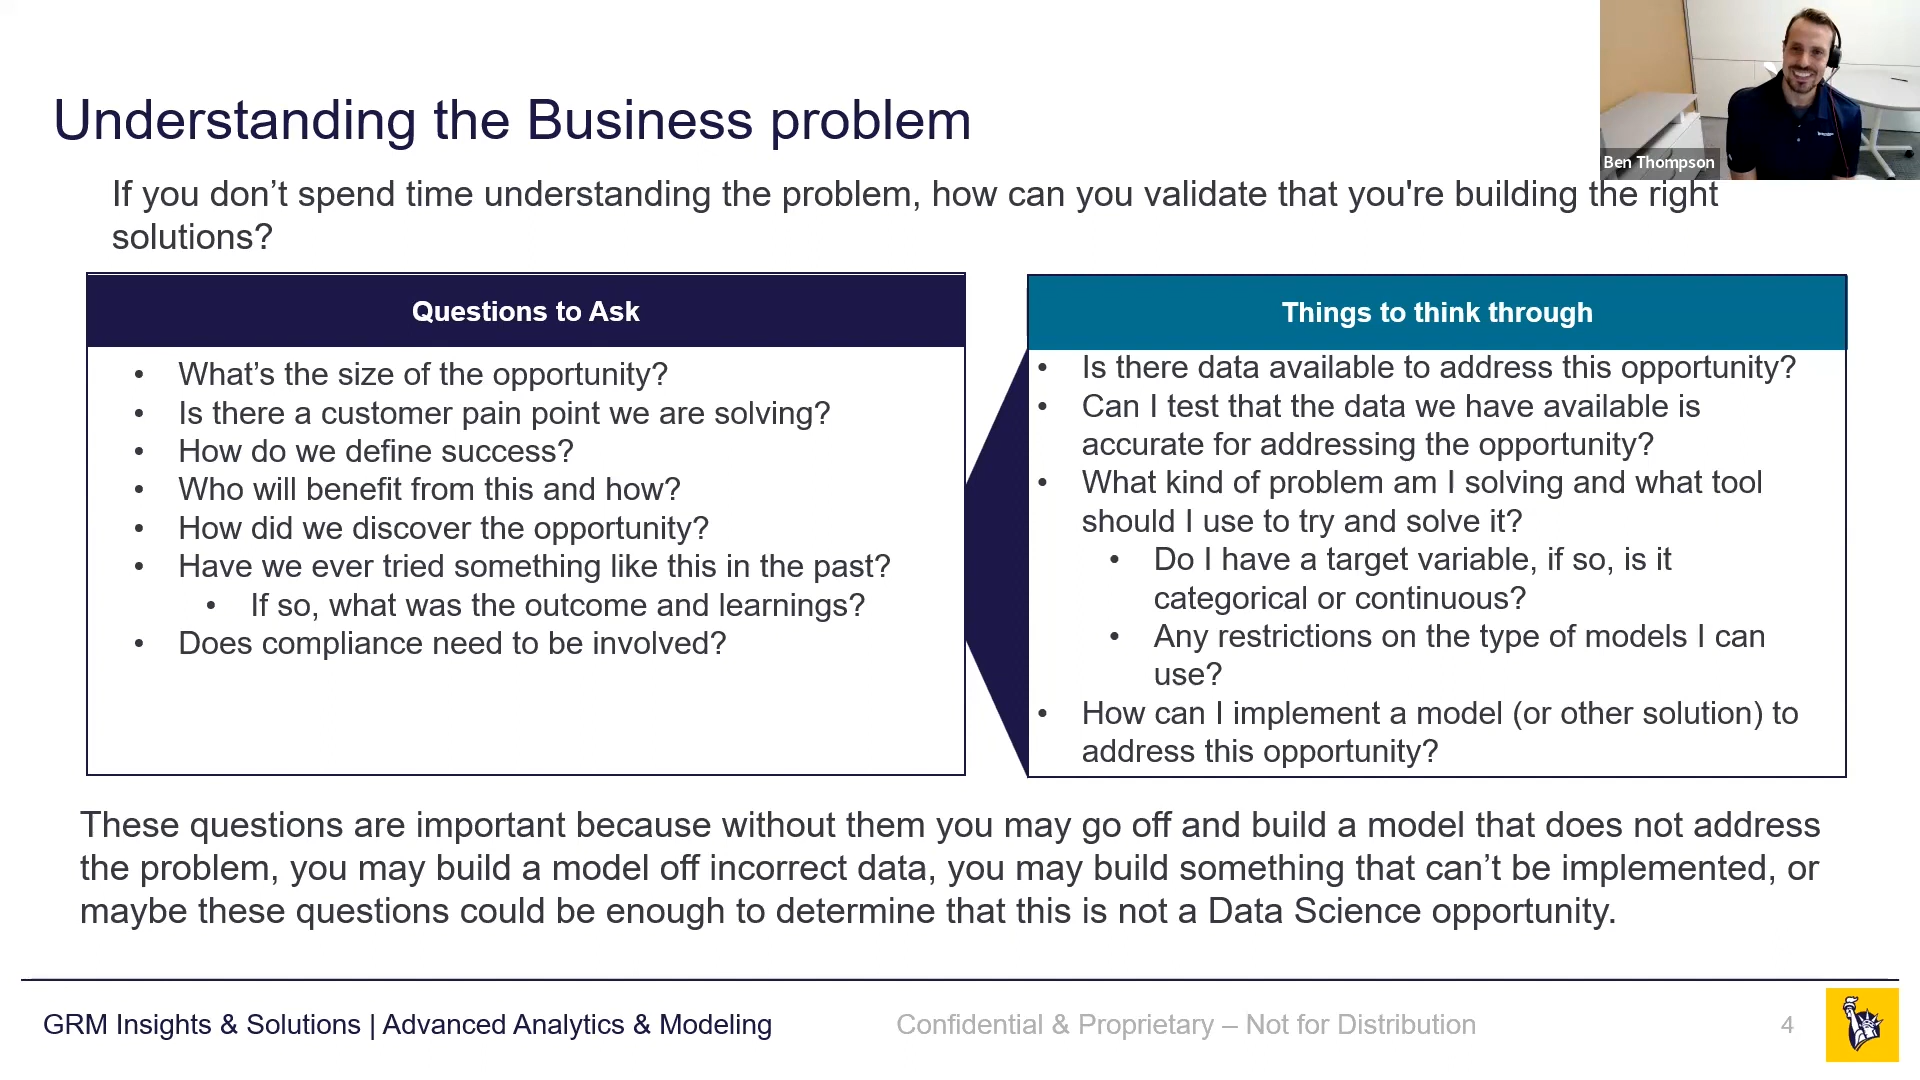 Understanding the Business problem
Ben Thompson
If you don’t spend time understanding the problem, how can you validate that you're building the right
solutions?
Questions to Ask
• What’s the size of the opportunity?
• Is there a customer pain point we are solving?
• How do we define success?
• Who will benefit from this and how?
• How did we discover the opportunity?
• Have we ever tried something like this in the past?
• If so, what was the outcome and learnings?
• Does compliance need to be involved?
Things to think through
• Is there data available to address this opportunity?
• Can I test that the data we have available is
accurate for addressing the opportunity?
• What kind of problem am I solving and what tool
should I use to try and solve it?
• Do I have a target variable, if so, is it
categorical or continuous?
• Any restrictions on the type of models I can
use?
• How can I implement a model (or other solution) to
address this opportunity?
These questions are important because without them you may go off and build a model that does not address
the problem, you may build a model off incorrect data, you may build something that can’t be implemented, or
maybe these questions could be enough to determine that this is not a Data Science opportunity.
GRM Insights & Solutions | Advanced Analytics & Modeling
Confidential & Proprietary – Not for Distribution
4